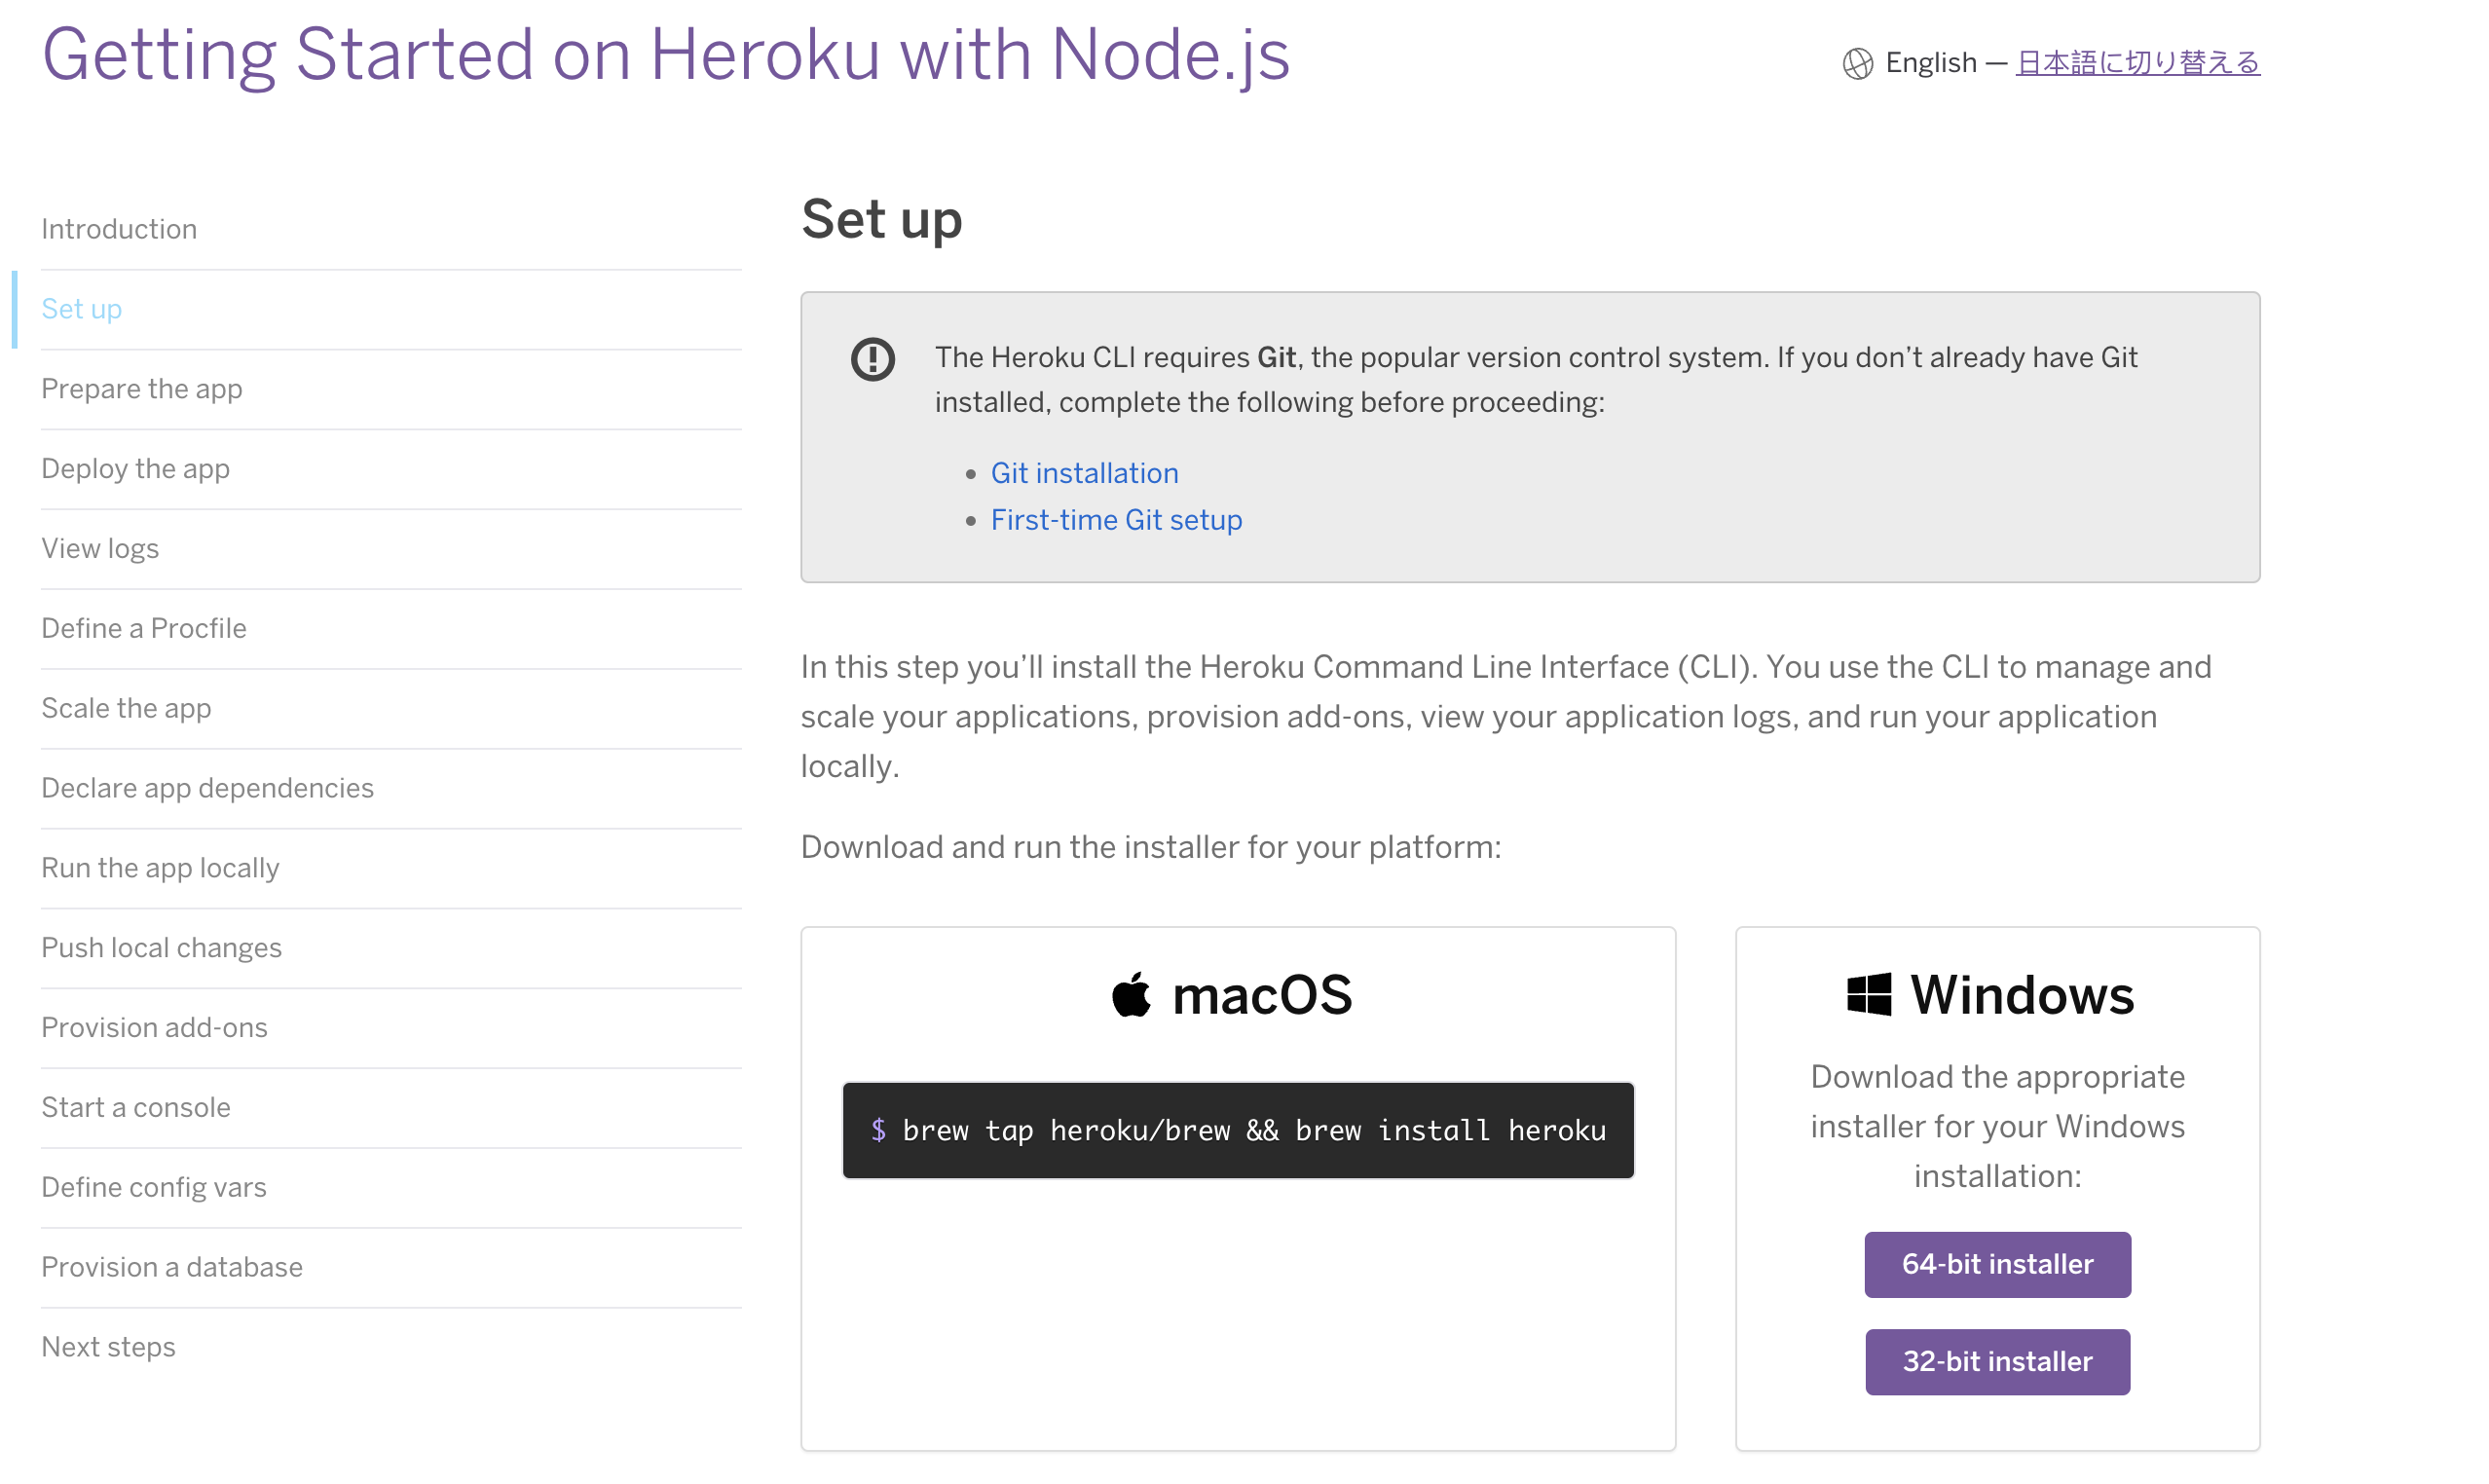 Getting Started on Heroku with Node.js
English — 日本語に切り替える
Introduction
Set up
Prepare the app
Deploy the app
View logs
Define a Procfile
Scale the app
Declare app dependencies
Run the app locally
Push local changes
Provision add-ons
Start a console
Define config vars
Provision a database
Next steps
Set up
The Heroku CLI requires Git, the popular version control system. If you don’t already have Git
installed, complete the following before proceeding:
• Git installation
• First-time Git setup
In this step you’ll install the Heroku Command Line Interface (CLI). You use the CLI to manage and
scale your applications, provision add-ons, view your application logs, and run your application
locally.
Download and run the installer for your platform:
macOS
$ brew tap heroku/brew && brew install heroku
Windows
Download the appropriate
installer for your Windows
installation:
64-bit installer
32-bit installer